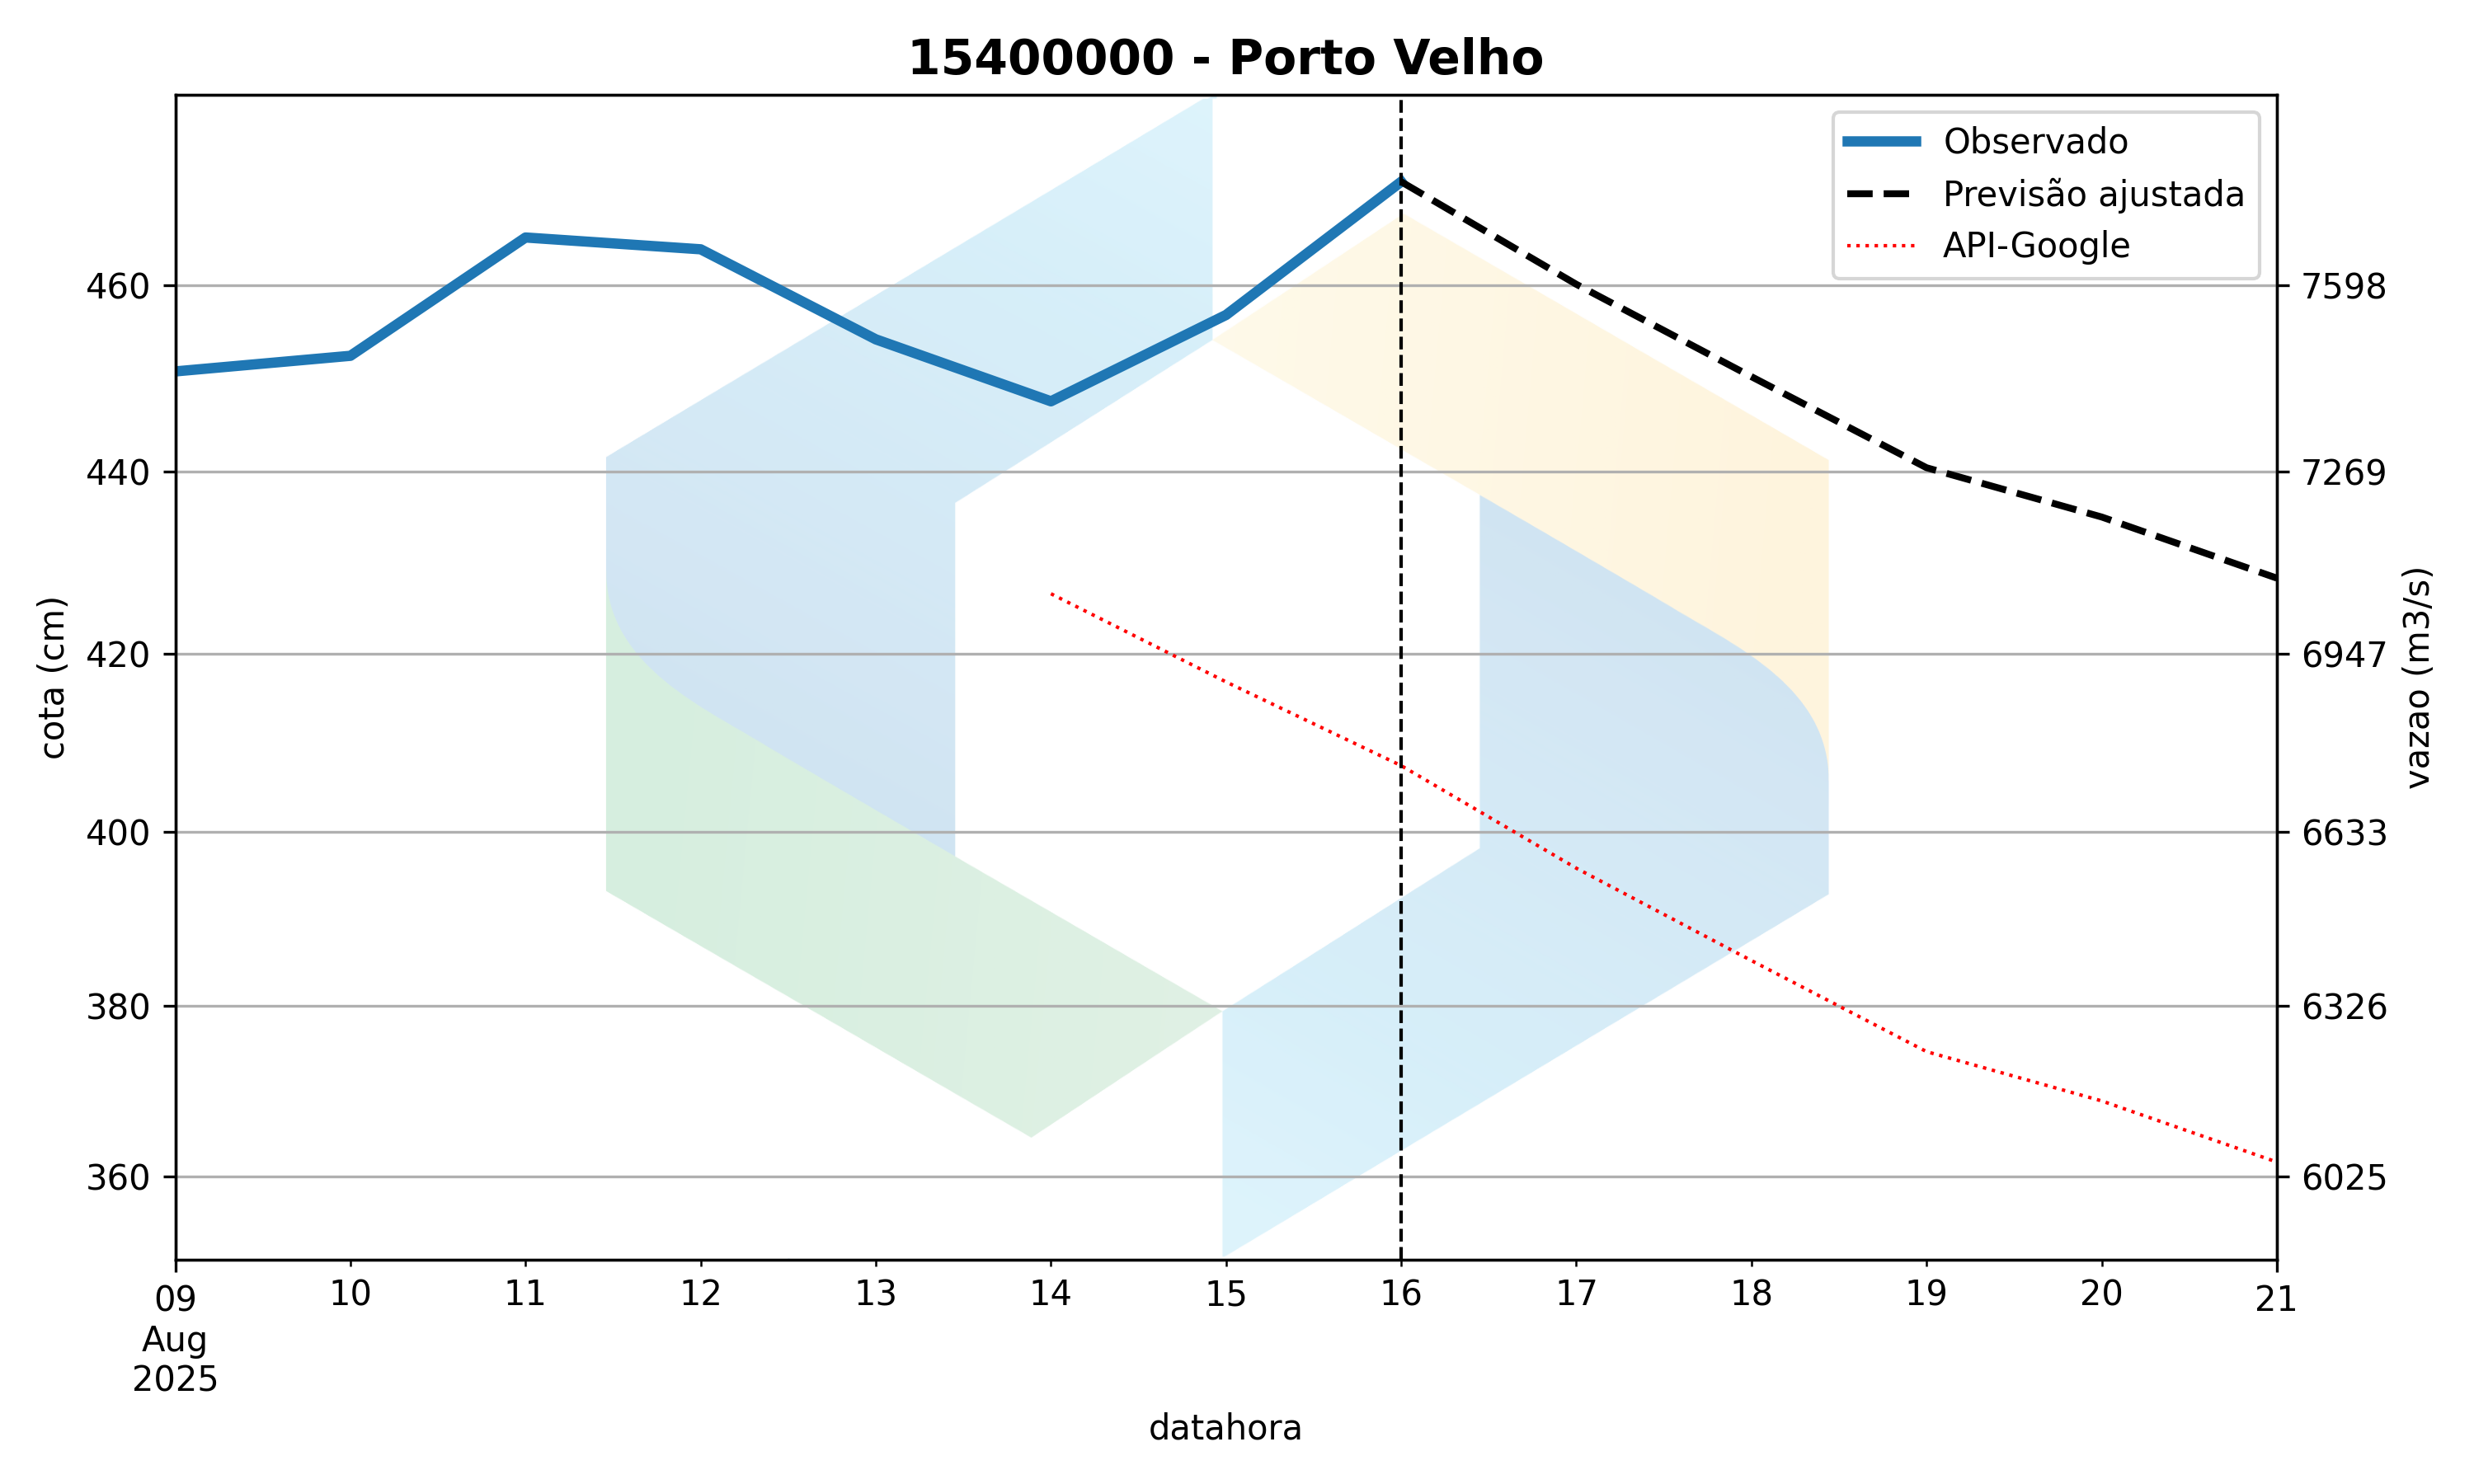 15400000 - Porto Velho
Observado
Previsão ajustada
API-Google
460
440
420
400
380
360
cota (cm)
7598
7269
6947
6633
6326
6025
vazao (m3/s)
09 10 11 12 13 14 15 16 17 18 19 20 21
Aug
2025
datahora